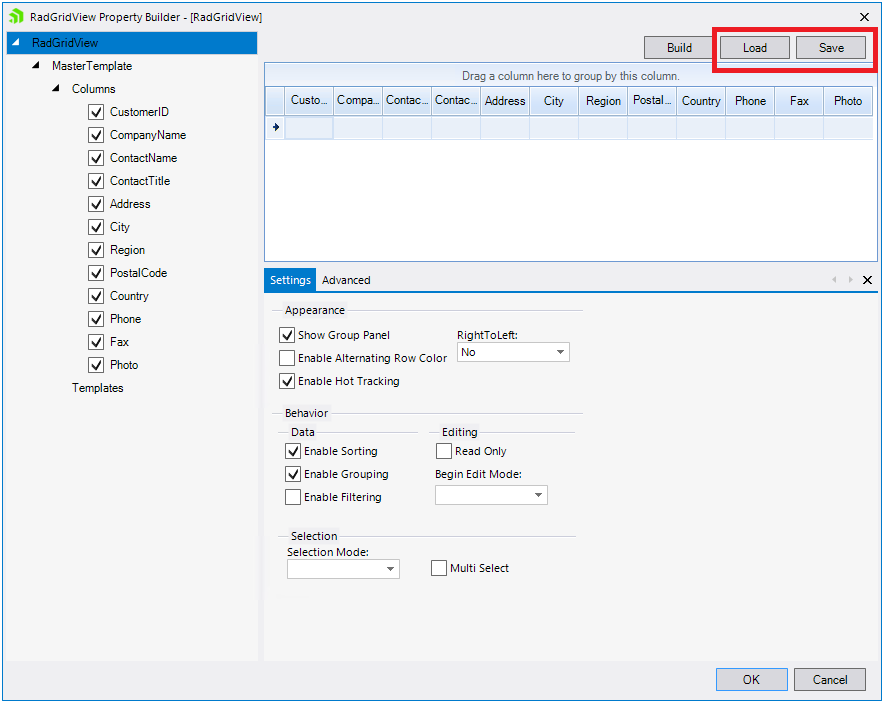 RadGridView Property Builder - [RadGridView]
RadGridView
MasterTemplate
Columns
CustomerID
CompanyName
ContactName
ContactTitle
Address
City
Region
PostalCode
Country
Phone
Fax
Photo
Templates
Build Load Save
Drag a column here to group by this column.
Custo... Compa... Contac... Contac... Address City Region Postal... Country Phone Fax Photo
Settings Advanced
Appearance
Show Group Panel RightToLeft:
Enable Alternating Row Color No
Enable Hot Tracking
Behavior
Data Editing
Enable Sorting Read Only
Enable Grouping Begin Edit Mode:
Enable Filtering
Selection
Selection Mode:
Multi Select
OK Cancel